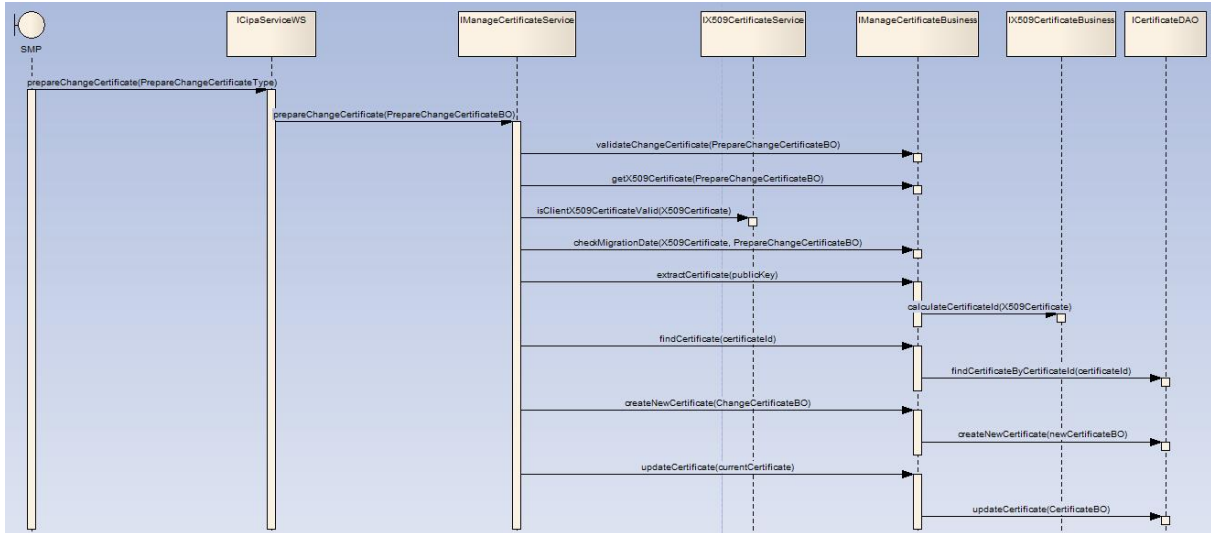 ICipaServiceWS
IManageCertificateService
IX509CertificateService
IManageCertificateBusiness
IX509CertificateBusiness
ICertificateDAO
SMP
prepareChangeCertificate(PrepareChangeCertificateType)
prepareChangeCertificate(PrepareChangeCertificateBO)
validateChangeCertificate(PrepareChangeCertificateBO)
getX509Certificate(PrepareChangeCertificateBO)
isClientX509CertificateValid(X509Certificate)
checkMigrationDate(X509Certificate, PrepareChangeCertificateBO)
extractCertificate(publicKey)
calculateCertificateId(X509Certificate)
findCertificate(certificateId)
findCertificateByCertificateId(certificateId)
createNewCertificate(ChangeCertificateBO)
createNewCertificate(newCertificateBO)
updateCertificate(currentCertificate)
updateCertificate(CertificateBO)